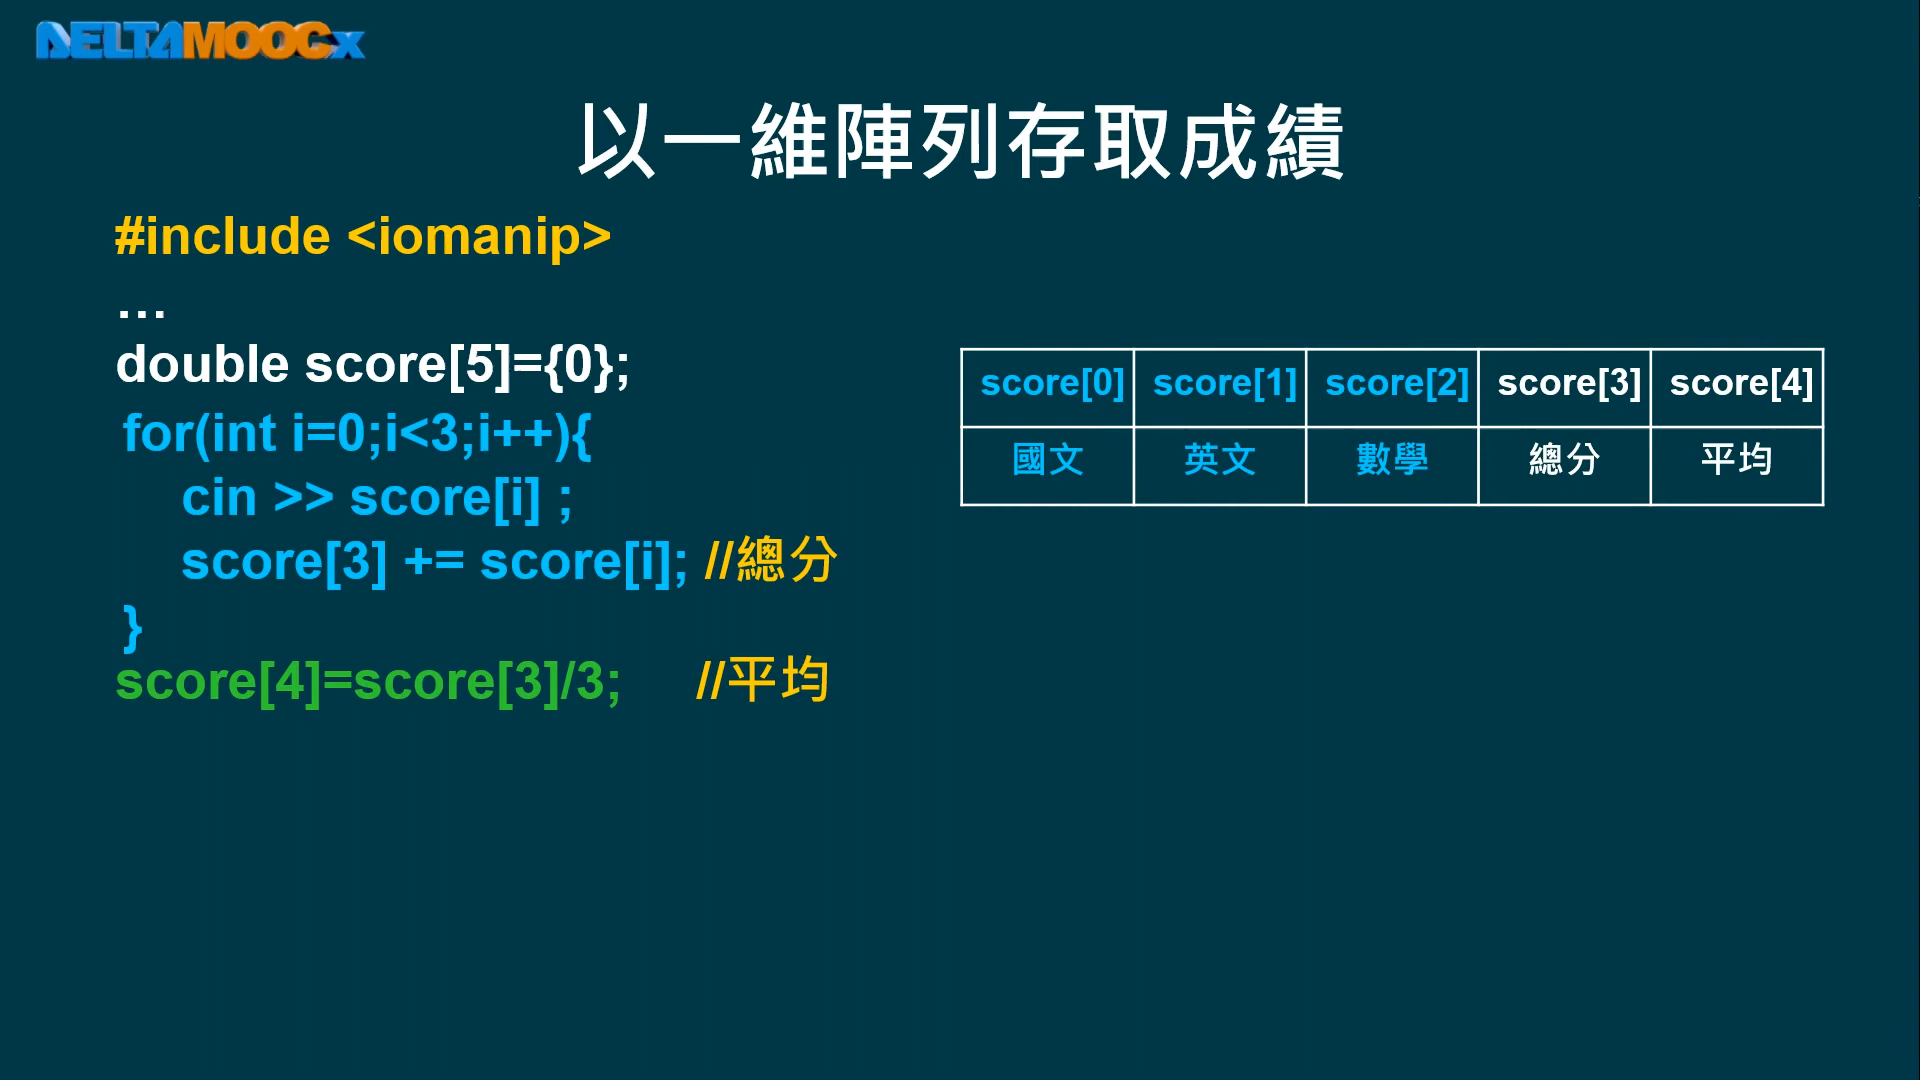 DELTAMOOCx
以一維陣列存取成績
#include <iomanip>
…
double score[5]={0};
for(int i=0;i<3;i++){
cin >> score[i] ;
score[3] += score[i]; //總分
}
score[4]=score[3]/3; //平均
score[0] score[1] score[2] score[3] score[4]
國文 英文 數學 總分 平均